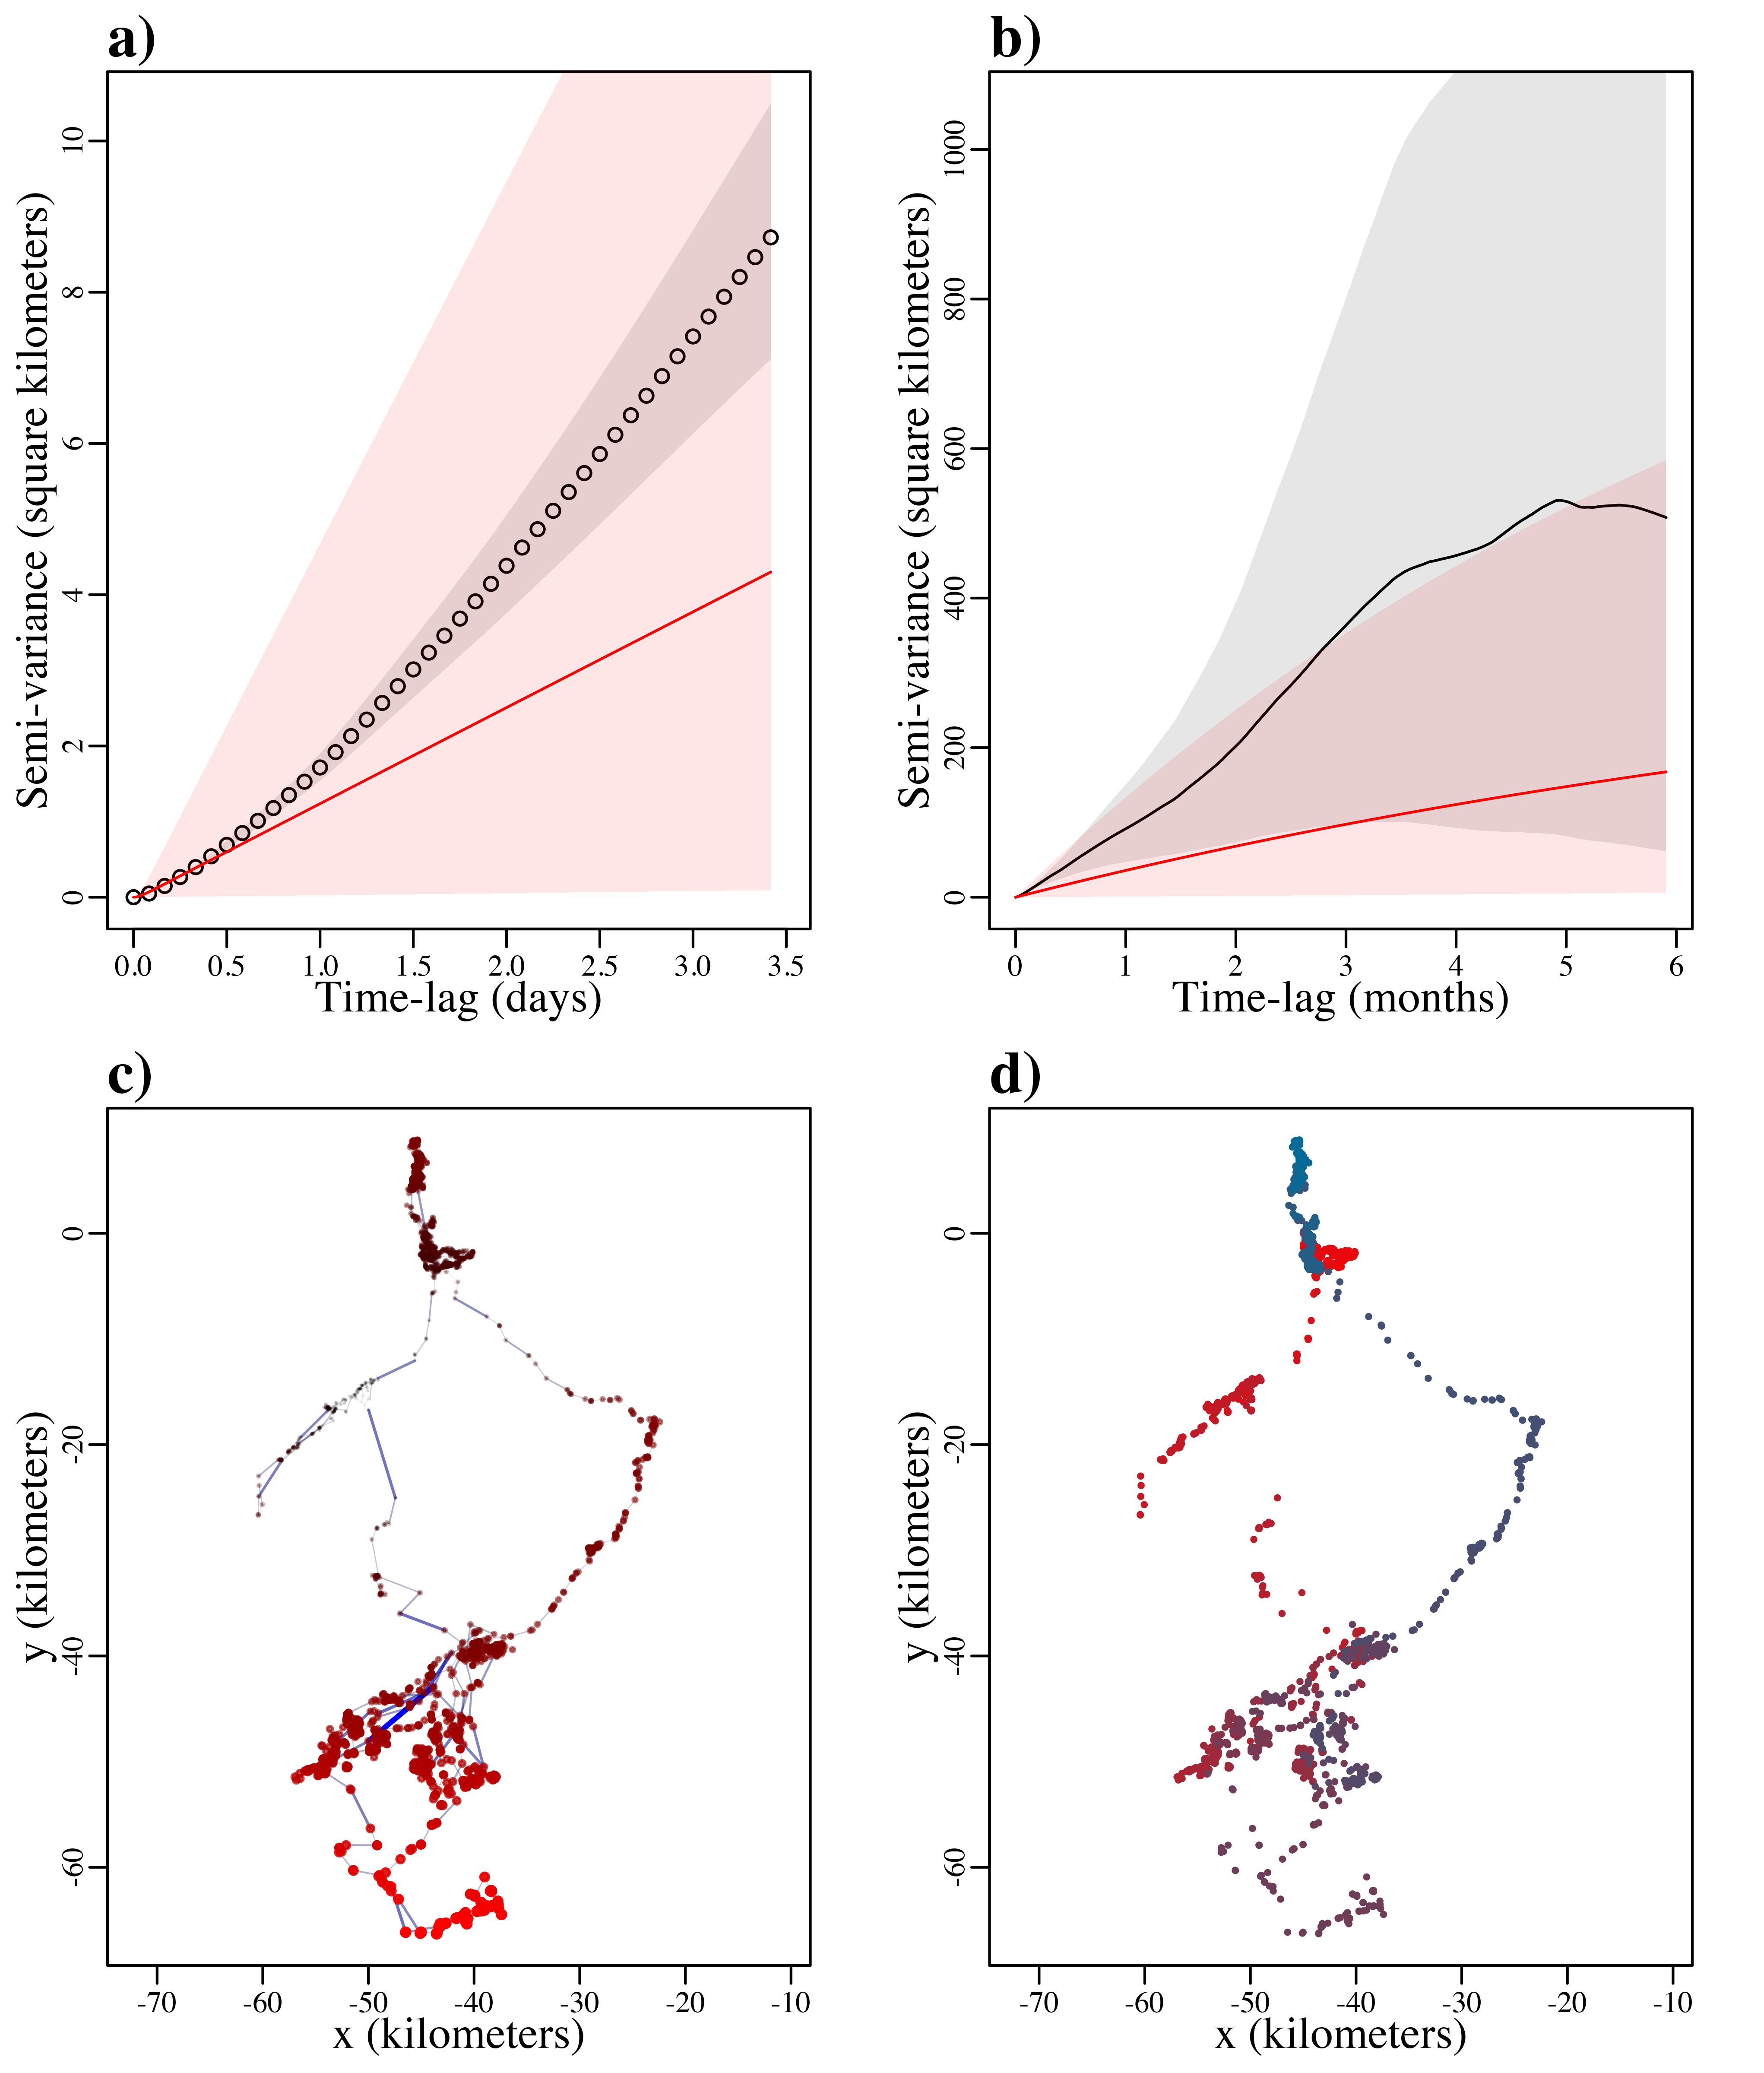 a)
Semi-variance (square kilometers)
10
8
6
4
2
0
0.0 0.5 1.0 1.5 2.0 2.5 3.0 3.5
Time-lag (days)
b)
Semi-variance (square kilometers)
1000
800
600
400
200
0
0 1 2 3 4 5 6
Time-lag (months)
c)
y (kilometers)
0
-20
-40
-60
-70 -60 -50 -40 -30 -20 -10
x (kilometers)
d)
y (kilometers)
0
-20
-40
-60
-70 -60 -50 -40 -30 -20 -10
x (kilometers)